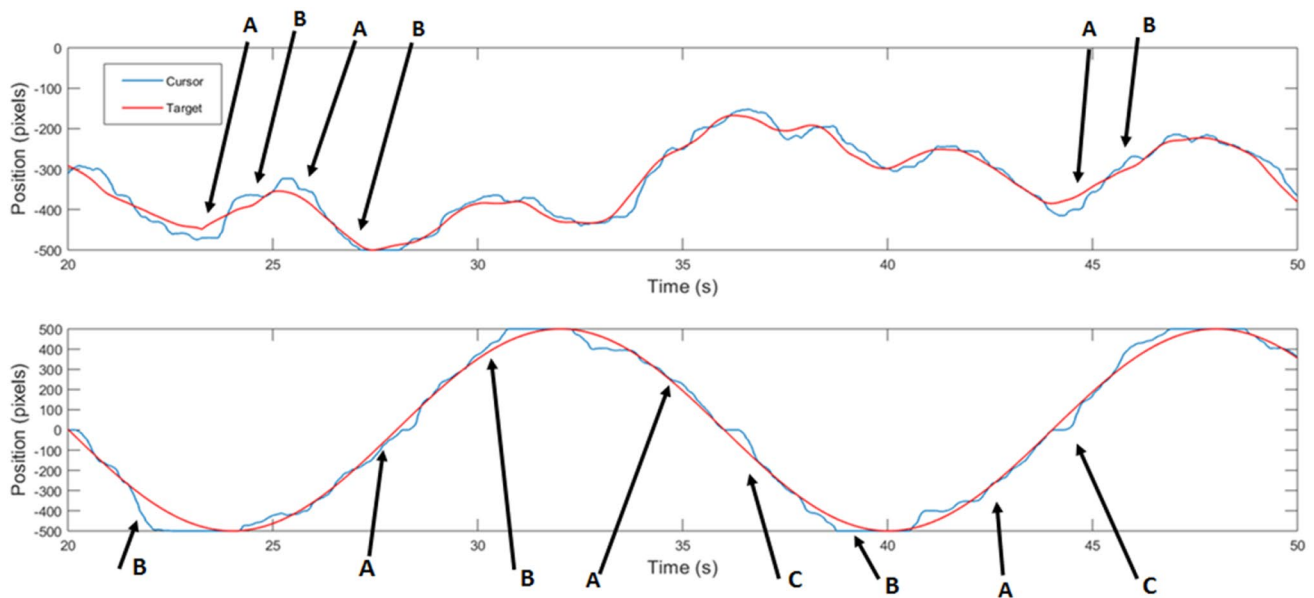 A B A B A B
0
-100
-200
-300
-400
-500
Position (pixels)
Cursor
Target
20 25 30 35 40 45 50
Time (s)
500
400
300
200
100
0
-100
-200
-300
-400
-500
Position (pixels)
20 25 30 35 40 45 50
Time (s)
B A B A C B A C